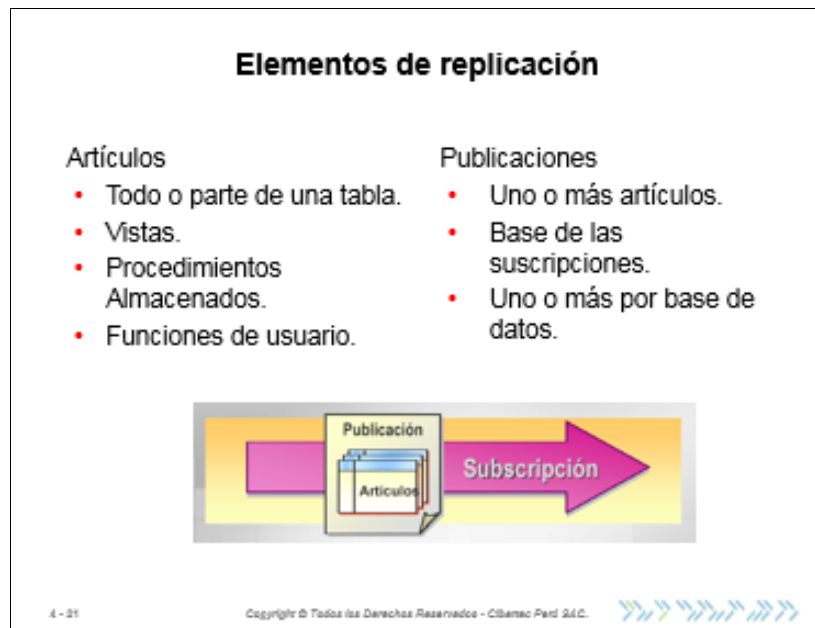 Elementos de replicación
Artículos
• Todo o parte de una tabla.
• Vistas.
• Procedimientos
Almacenados.
• Funciones de usuario.
Publicaciones
• Uno o más artículos.
• Base de las
suscripciones.
• Uno o más por base de
datos.
Publicación
Artículos
Subscripción
4 - 21
Copyright © Todos los Derechos Reservados - Cibertec Perú SAC.